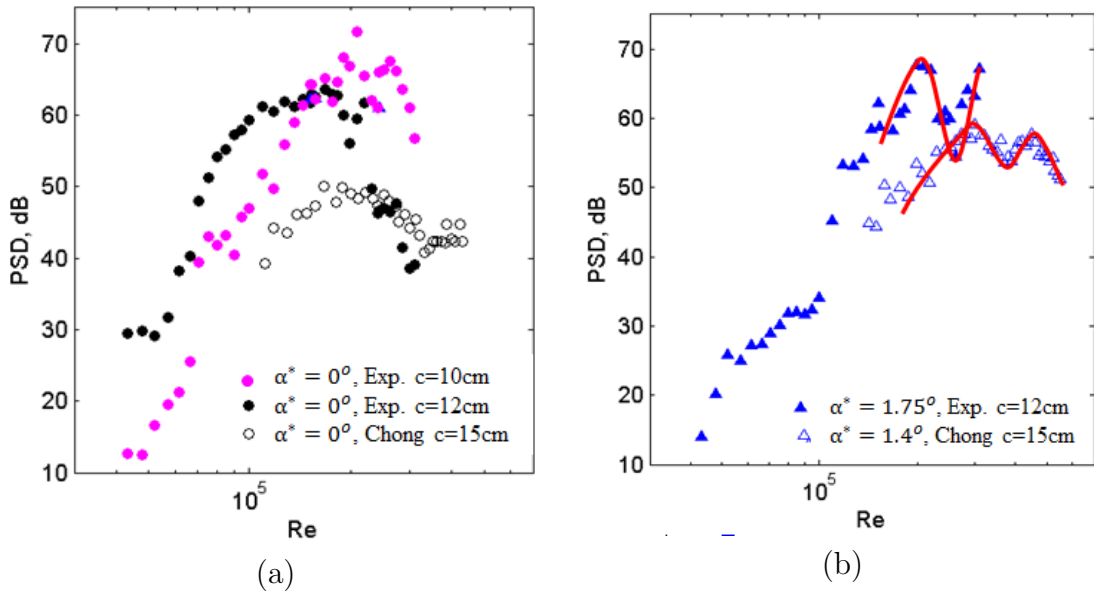 70
60
50
40
30
20
10
PSD, dB
10^5
Re
α* = 0°, Exp. c=10cm
α* = 0°, Exp. c=12cm
α* = 0°, Chong c=15cm
(a)
70
60
50
40
30
20
10
PSD, dB
10^5
Re
α* = 1.75°, Exp. c=12cm
α* = 1.4°, Chong c=15cm
(b)